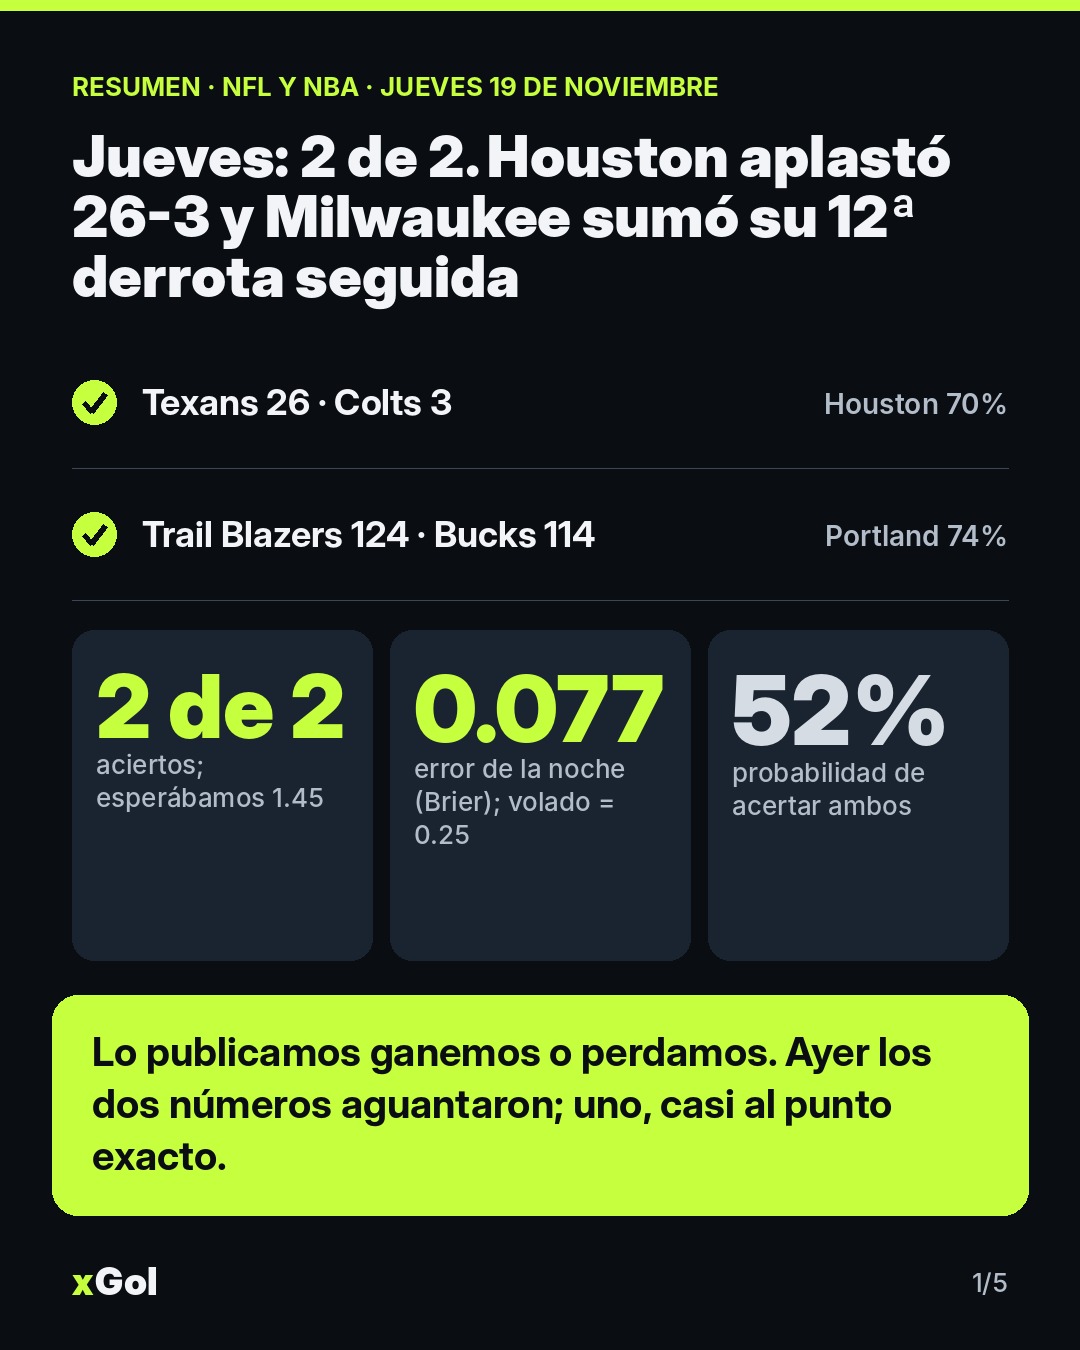 RESUMEN · NFL Y NBA · JUEVES 19 DE NOVIEMBRE
Jueves: 2 de 2. Houston aplastó
26-3 y Milwaukee sumó su 12ª
derrota seguida
Texans 26 · Colts 3
Houston 70%
Trail Blazers 124 · Bucks 114
Portland 74%
2 de 2
aciertos;
esperábamos 1.45
0.077
error de la noche
(Brier); volado =
0.25
52%
probabilidad de
acertar ambos
Lo publicamos ganemos o perdamos. Ayer los
dos números aguantaron; uno, casi al punto
exacto.
xGol
1/5